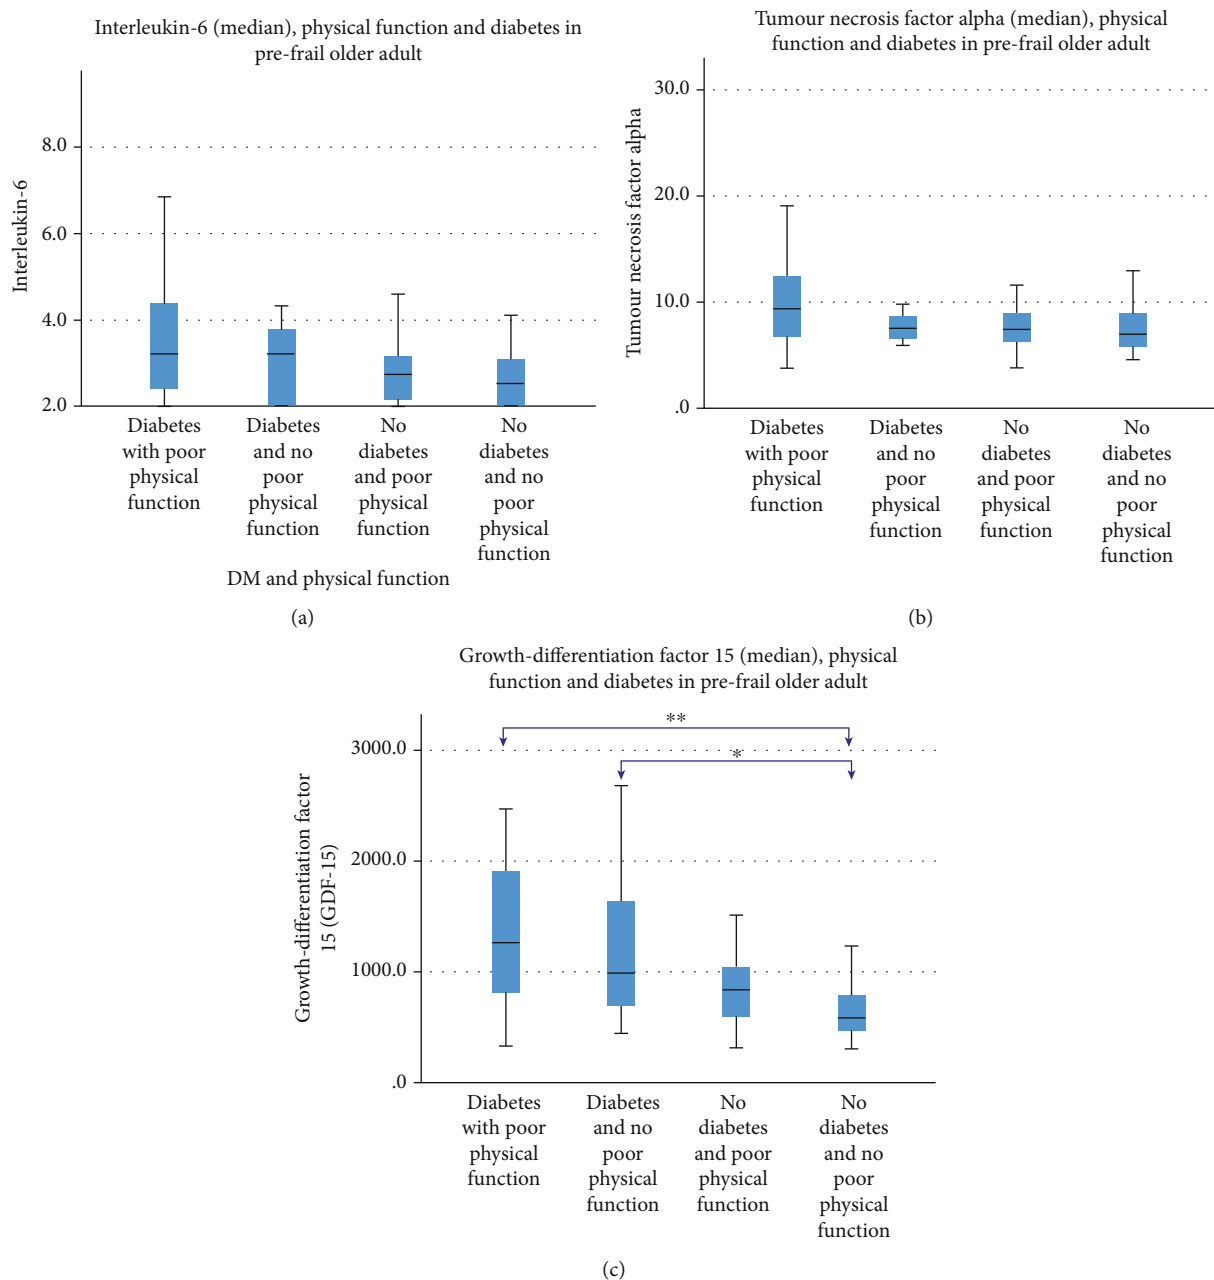 Interleukin-6 (median), physical function and diabetes in
pre-frail older adult
Interleukin-6
8.0
6.0
4.0
2.0
Diabetes
with poor
physical
function
Diabetes
and no
poor
physical
function
No
diabetes
and poor
physical
function
No
diabetes
and no
poor
physical
function
DM and physical function
(a)
Tumour necrosis factor alpha (median), physical
function and diabetes in pre-frail older adult
Tumour necrosis factor alpha
30.0
20.0
10.0
.0
Diabetes
with poor
physical
function
Diabetes
and no
poor
physical
function
No
diabetes
and poor
physical
function
No
diabetes
and no
poor
physical
function
(b)
Growth-differentiation factor 15 (median), physical
function and diabetes in pre-frail older adult
Growth-differentiation factor
15 (GDF-15)
3000.0
2000.0
1000.0
.0
**
*
Diabetes
with poor
physical
function
Diabetes
and no
poor
physical
function
No
diabetes
and poor
physical
function
No
diabetes
and no
poor
physical
function
(c)